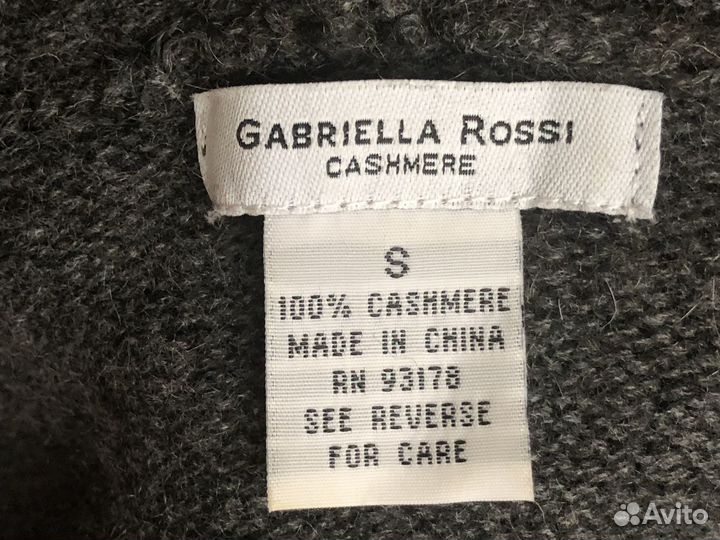 GABRIELLA ROSSI
CASHMERE
S
100% CASHMERE
MADE IN CHINA
RN 93178
SEE REVERSE
FOR CARE
Avito